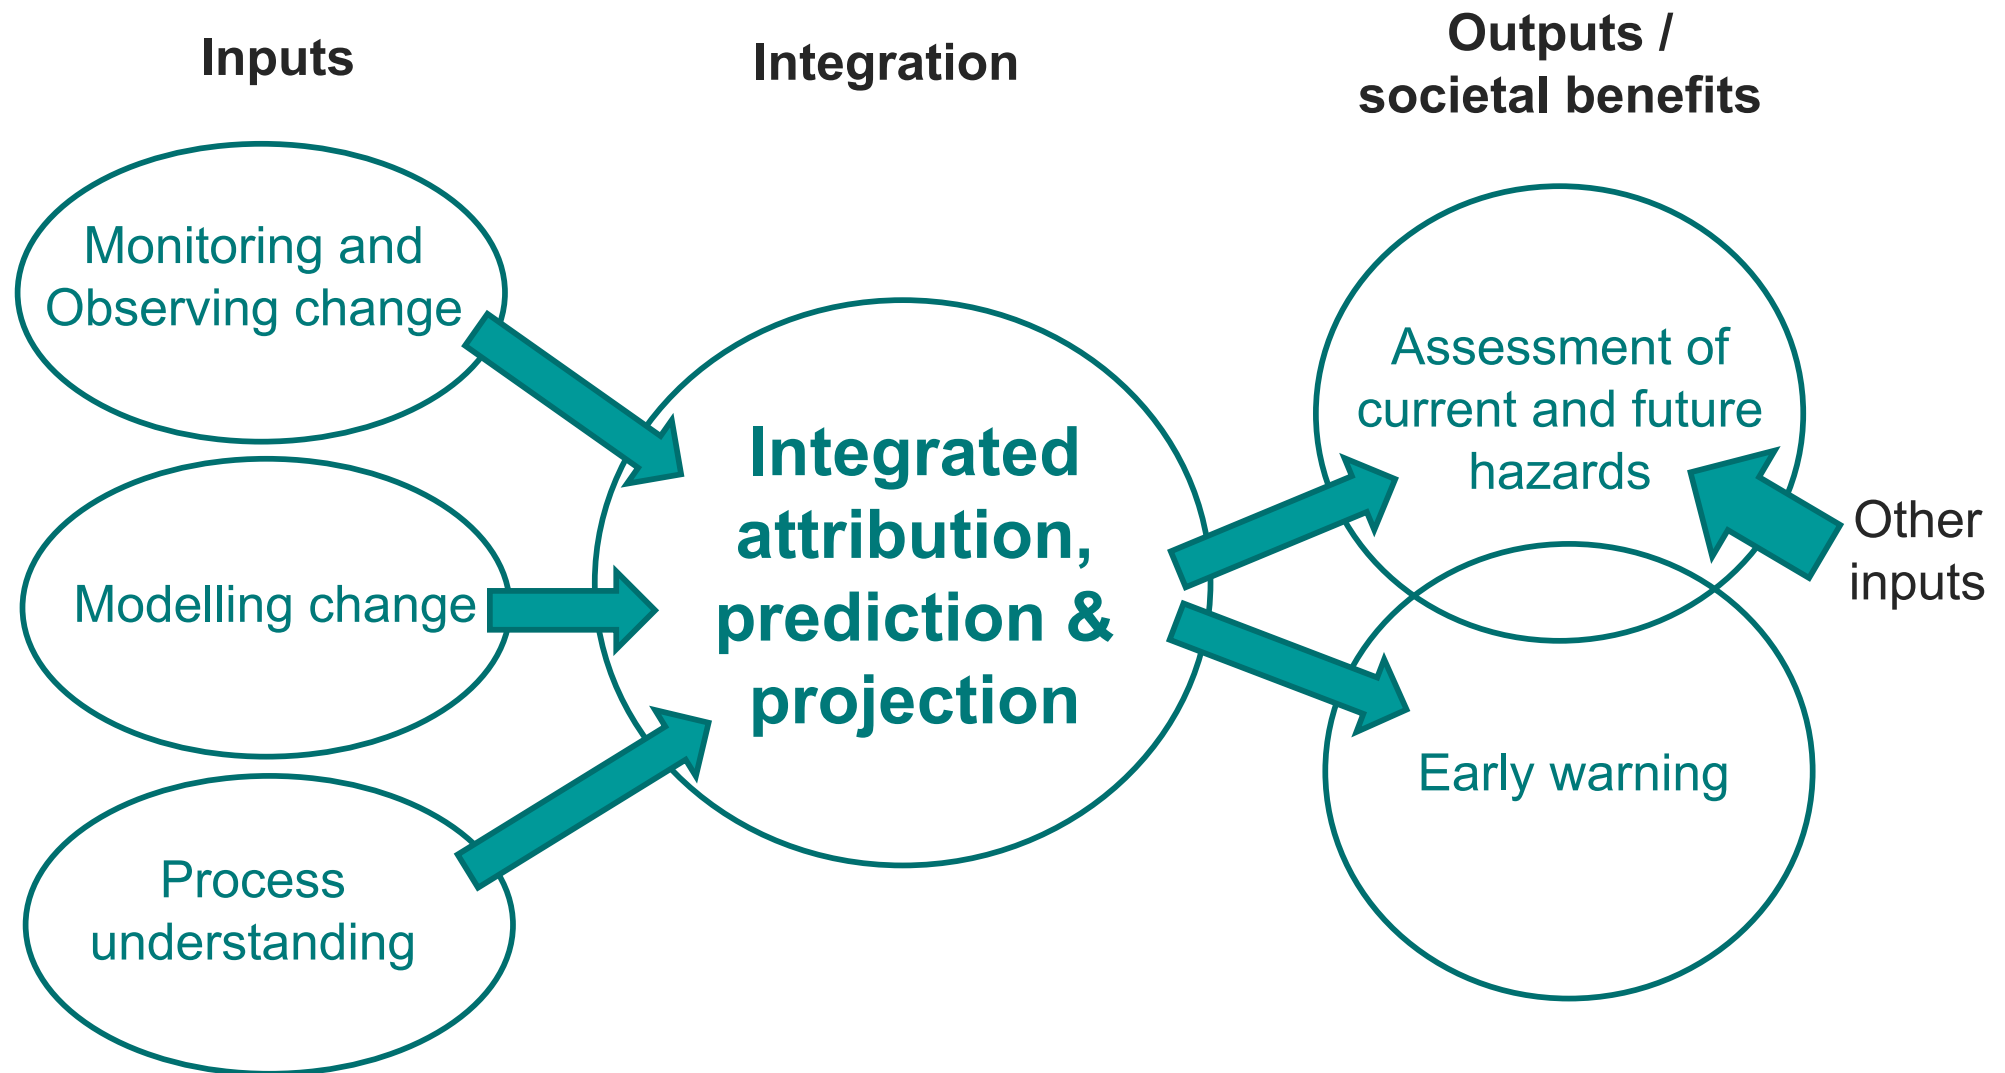 Inputs
Integration
Outputs /
societal benefits
Monitoring and
Observing change
Modelling change
Process
understanding
Integrated
attribution,
prediction &
projection
Assessment of
current and future
hazards
Other
inputs
Early warning